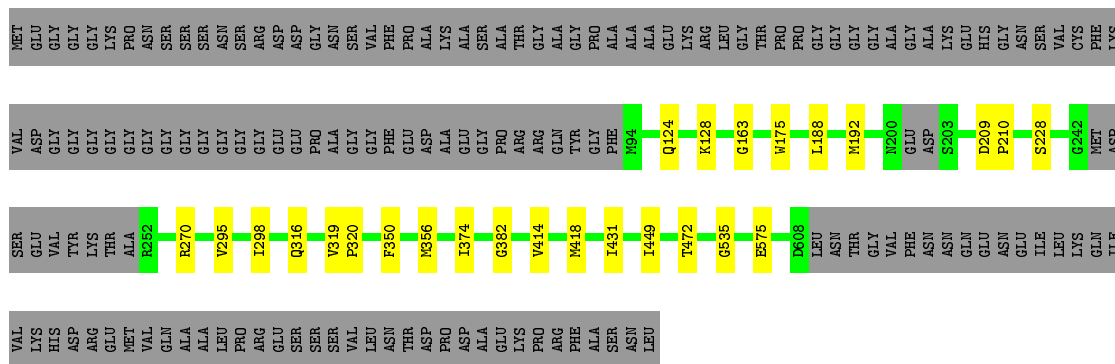 MET GLU GLY GLY GLY LYS PRO ASN SER SER SER ASN SER ARG ASP ASP GLY ASN SER VAL PHE PRO ALA LYS ALA SER ALA THR GLY ALA GLY PRO ALA ALA ALA GLU LYS ARG LEU GLY THR PRO PRO GLY GLY GLY GLY ALA GLY ALA LYS GLU HIS GLY ASN SER VAL CYS PHE LYS
VAL ASP GLY GLY GLY GLY GLY GLY GLY GLY GLY GLY GLY GLY GLU GLU PRO ALA GLY GLY PHE GLU ASP ALA GLU GLY PRO ARG ARG GLN TYR GLY PHE M94 Q124 K128 G163 W175 L188 M192 N200 GLU ASP S203 D209 P210 S228 G242 MET ASP
SER GLU VAL TYR LYS THR ALA R252 R270 V295 I298 Q316 V319 P320 F350 M356 I374 G382 V414 M418 I431 I449 T472 G535 E575 D608 LEU ASN THR GLY VAL PHE ASN ASN GLN GLU ASN GLU ILE LEU LYS GLN ILE
VAL LYS HIS ASP ARG GLU MET VAL GLN ALA ALA LEU PRO ARG GLU SER SER SER VAL LEU ASN THR ASP PRO ASP ALA GLU LYS PRO ARG PHE ALA SER ASN LEU